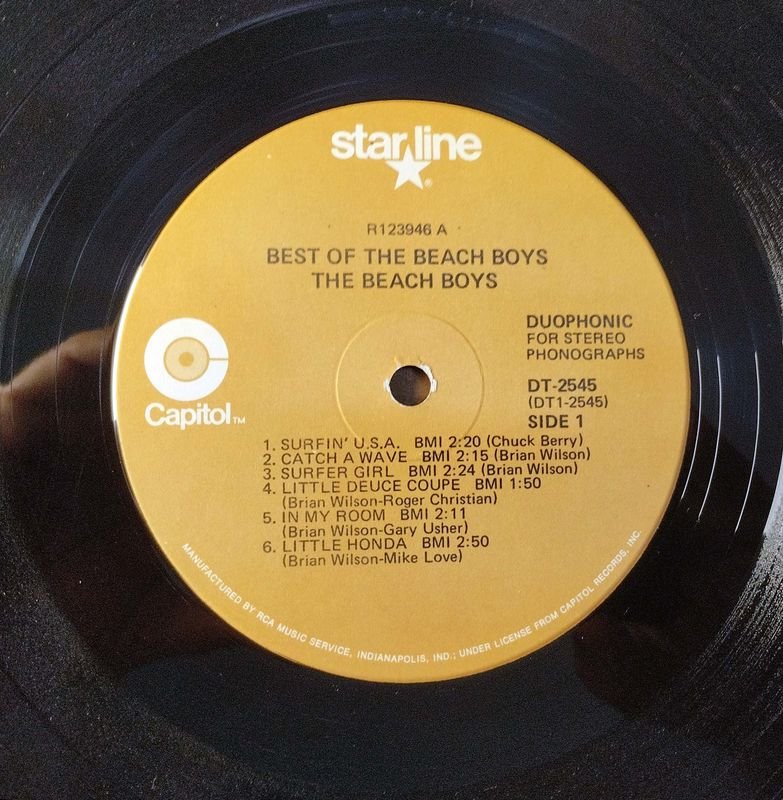 star line
®
R123946 A
BEST OF THE BEACH BOYS
THE BEACH BOYS
Capitol™
DUOPHONIC
FOR STEREO
PHONOGRAPHS
DT-2545
(DT1-2545)
SIDE 1
1. SURFIN' U.S.A. BMI 2:20 (Chuck Berry)
2. CATCH A WAVE BMI 2:15 (Brian Wilson)
3. SURFER GIRL BMI 2:24 (Brian Wilson)
4. LITTLE DEUCE COUPE BMI 1:50
(Brian Wilson-Roger Christian)
5. IN MY ROOM BMI 2:11
(Brian Wilson-Gary Usher)
6. LITTLE HONDA BMI 2:50
(Brian Wilson-Mike Love)
MANUFACTURED BY RCA MUSIC SERVICE, INDIANAPOLIS, IND.; UNDER LICENSE FROM CAPITOL RECORDS, INC.